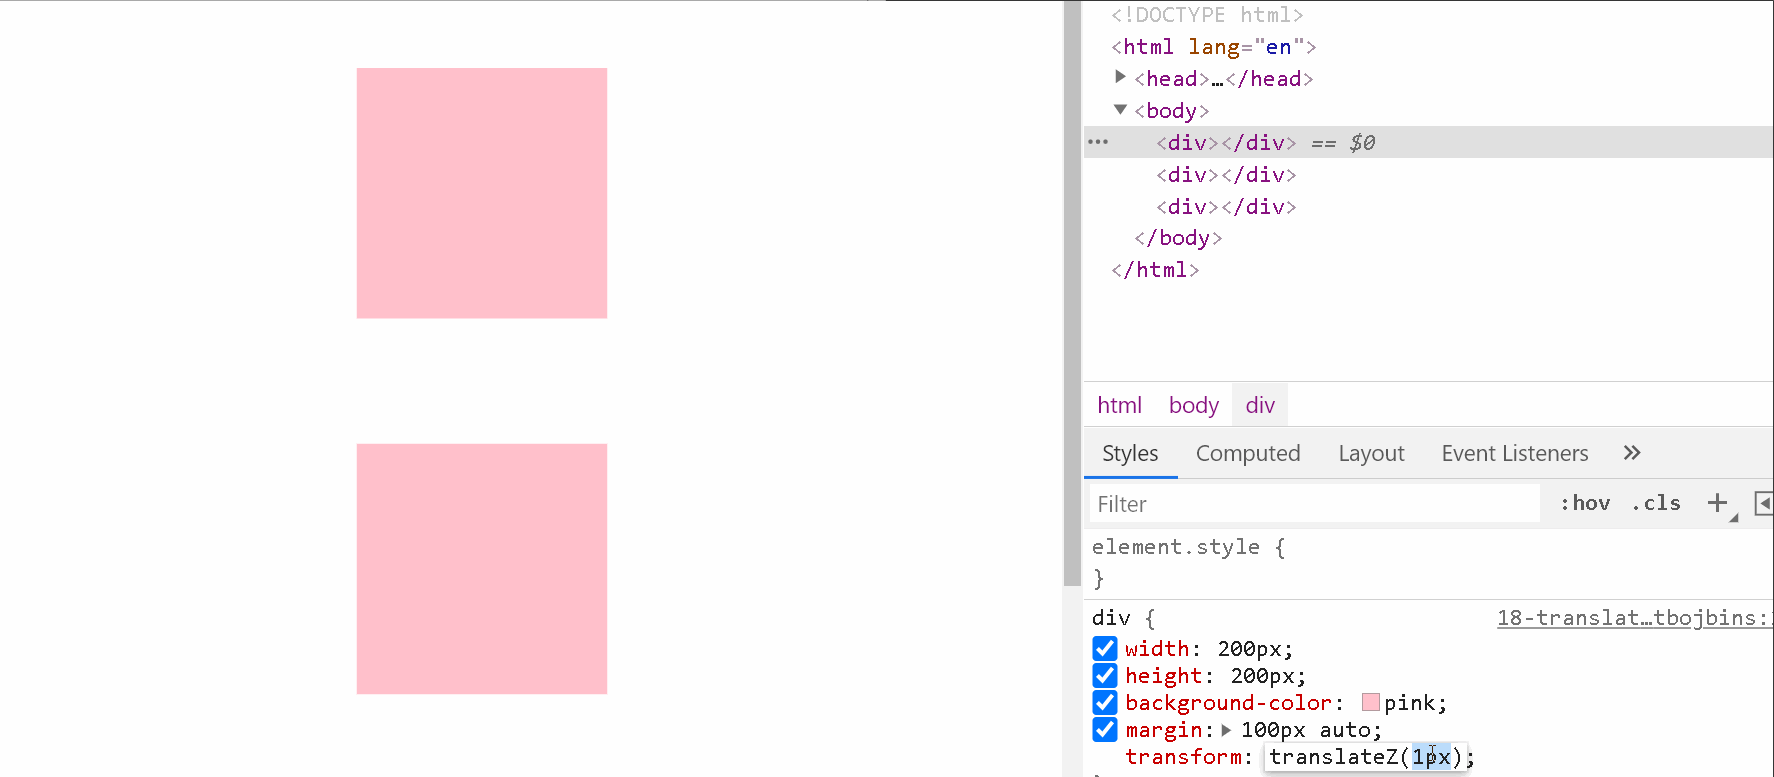 <!DOCTYPE html>
<html lang="en">
<head>…</head>
<body>
<div></div> == $0
<div></div>
<div></div>
</body>
</html>
html body div
Styles Computed Layout Event Listeners »
Filter :hov .cls +
element.style {
}
div { 18-translat…tbojbins:
width: 200px;
height: 200px;
background-color: pink;
margin: 100px auto;
transform: translateZ(1px);